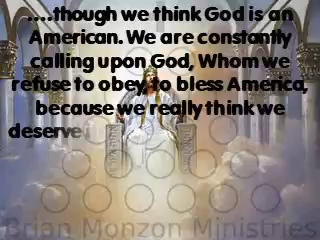 ....though we think God is an
American. We are constantly
calling upon God, Whom we
refuse to obey, to bless America,
because we really think we
deserve
Brian Monzon Ministries